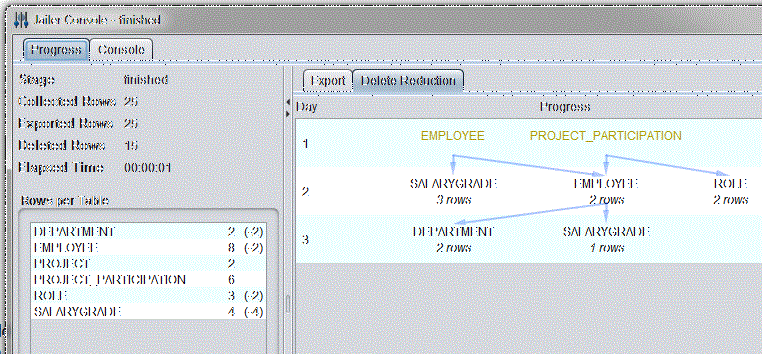 Jailer Console - finished
Progress Console
Stage finished
Collected Rows 25
Exported Rows 25
Deleted Rows 15
Elapsed Time 00:00:01
Rows per Table
DEPARTMENT 2 (-2)
EMPLOYEE 8 (-2)
PROJECT 2
PROJECT_PARTICIPATION 6
ROLE 3 (-2)
SALARYGRADE 4 (-4)
Export Delete Reduction
Day Progress
1 EMPLOYEE PROJECT_PARTICIPATION
2 SALARYGRADE EMPLOYEE ROLE
3 rows 2 rows 2 rows
3 DEPARTMENT SALARYGRADE
2 rows 1 rows